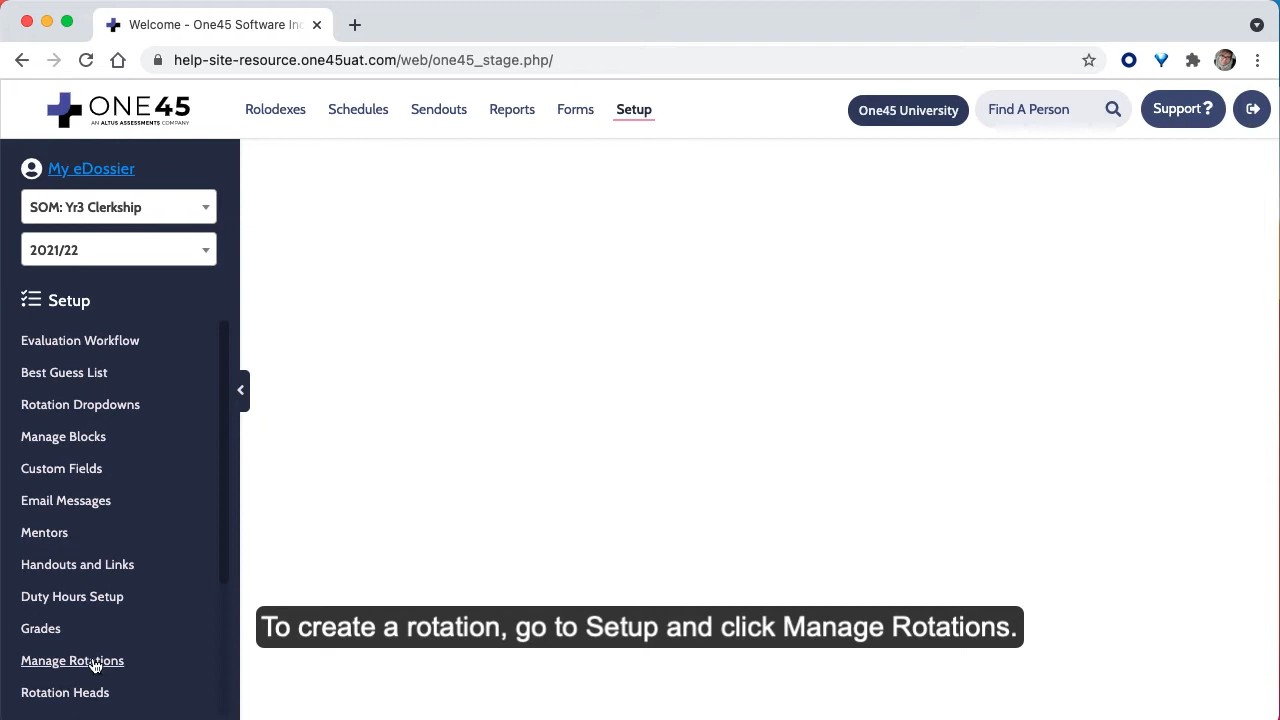 Welcome - One45 Software Inc
help-site-resource.one45uat.com/web/one45_stage.php/
ONE45
AN ALTUS ASSESSMENTS COMPANY
Rolodexes
Schedules
Sendouts
Reports
Forms
Setup
One45 University
Find A Person
Support?
My eDossier
SOM: Yr3 Clerkship
2021/22
Setup
Evaluation Workflow
Best Guess List
Rotation Dropdowns
Manage Blocks
Custom Fields
Email Messages
Mentors
Handouts and Links
Duty Hours Setup
Grades
Manage Rotations
Rotation Heads
To create a rotation, go to Setup and click Manage Rotations.